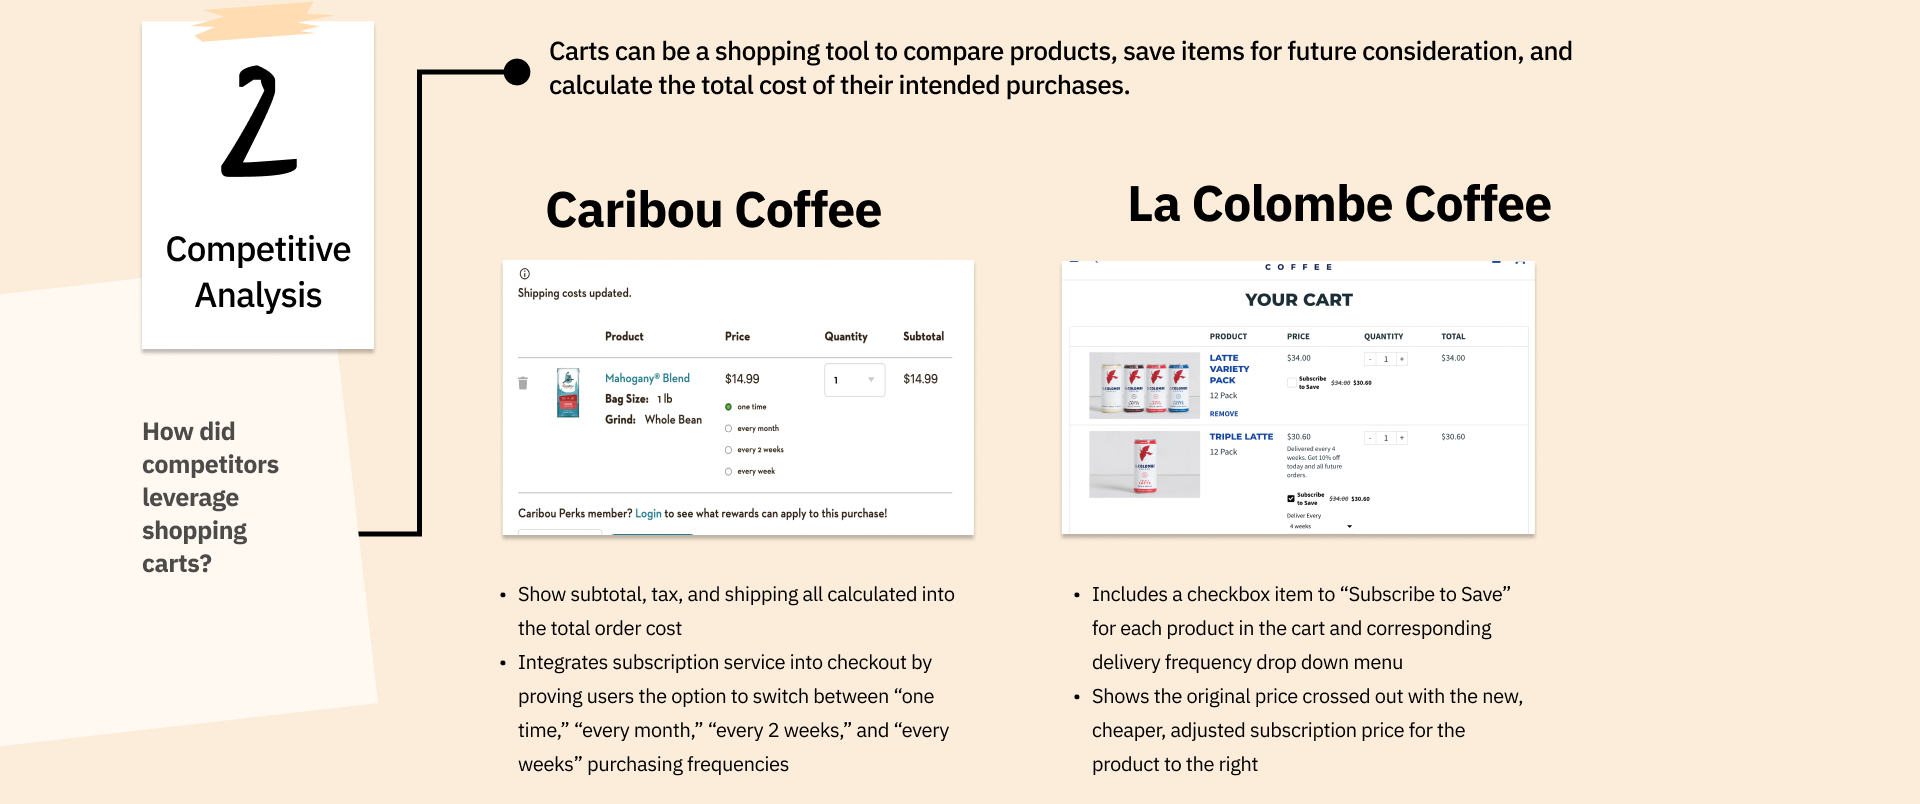 2
Competitive
Analysis
How did
competitors
leverage
shopping
carts?
Carts can be a shopping tool to compare products, save items for future consideration, and
calculate the total cost of their intended purchases.
Caribou Coffee
Shipping costs updated.
Product Price Quantity Subtotal
Mahogany® Blend $14.99 1 $14.99
Bag Size: 1 lb
Grind: Whole Bean
one time
every month
every 2 weeks
every week
Caribou Perks member? Login to see what rewards can apply to this purchase!
• Show subtotal, tax, and shipping all calculated into
the total order cost
• Integrates subscription service into checkout by
proving users the option to switch between “one
time,” “every month,” “every 2 weeks,” and “every
weeks” purchasing frequencies
La Colombe Coffee
COFFEE
YOUR CART
PRODUCT PRICE QUANTITY TOTAL
LATTE
VARIETY
PACK
12 Pack
REMOVE
$34.00 - 1 + $34.00
Subscribe
to Save $34.00 $30.60
TRIPLE LATTE
12 Pack
$30.60 - 1 + $30.60
Delivered every 4
weeks. Get 10% off
today and all future
orders.
Subscribe
to Save $34.00 $30.60
Deliver Every
4 weeks
• Includes a checkbox item to “Subscribe to Save”
for each product in the cart and corresponding
delivery frequency drop down menu
• Shows the original price crossed out with the new,
cheaper, adjusted subscription price for the
product to the right